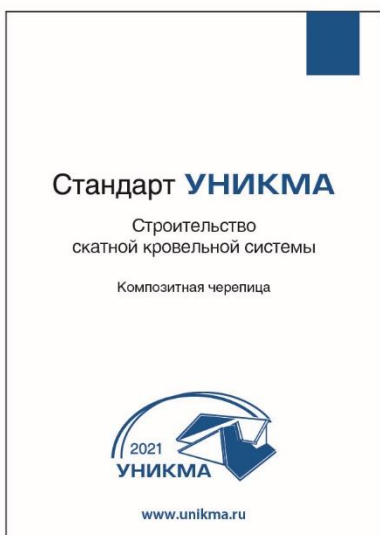 Стандарт УНИКМА
Строительство
скатной кровельной системы
Композитная черепица
2021
УНИКМА
www.unikma.ru